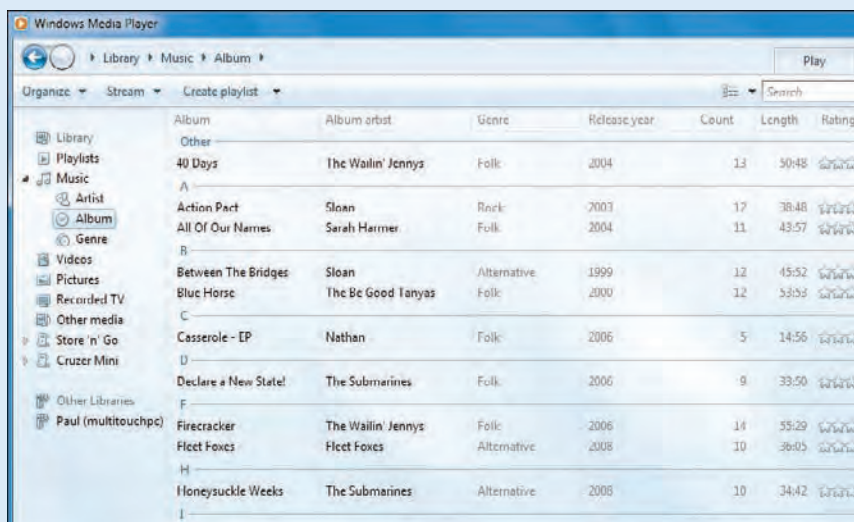 Windows Media Player
Library Music Album
Play
Organize Stream Create playlist Search
Album Album artist Genre Release year Count Length Rating
Library
Playlists
Music
Artist
Album
Genre
Videos
Pictures
Recorded TV
Other media
Store 'n' Go
Cruzer Mini
Other Libraries
Paul (multitouchpc)
Other
40 Days The Wailin' Jennys Folk 2004 13 50:48
A
Action Pact Sloan Rock 2003 12 38:48
All Of Our Names Sarah Harmer Folk 2004 11 43:57
B
Between The Bridges Sloan Alternative 1999 12 45:52
Blue Horse The Be Good Tanyas Folk 2000 12 53:53
C
Casserole - EP Nathan Folk 2006 5 14:56
D
Declare a New State! The Submarines Folk 2006 9 33:50
F
Firecracker The Wailin' Jennys Folk 2006 14 55:29
Fleet Foxes Fleet Foxes Alternative 2008 10 36:05
H
Honeysuckle Weeks The Submarines Alternative 2008 10 34:42
I